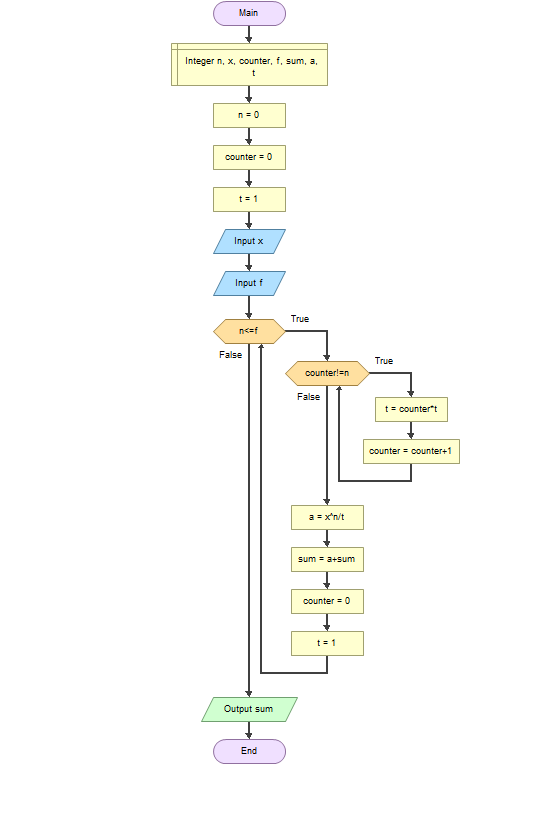 Main
Integer n, x, counter, f, sum, a,
t
n = 0
counter = 0
t = 1
Input x
Input f
n<=f
True
False
counter!=n
True
False
t = counter*t
counter = counter+1
a = x^n/t
sum = a+sum
counter = 0
t = 1
Output sum
End